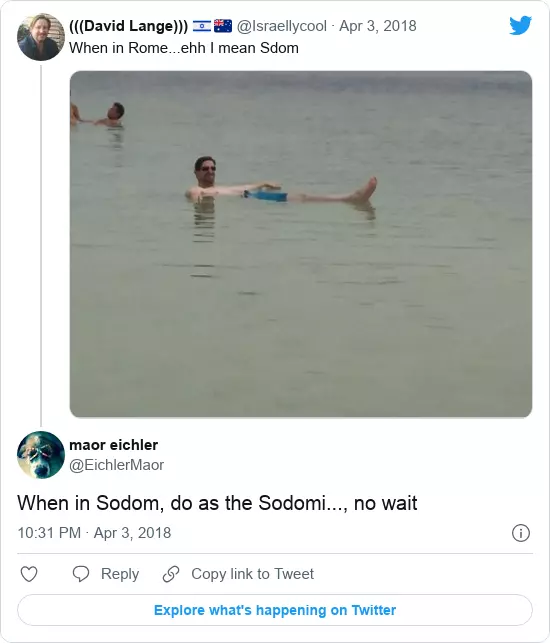 (((David Lange))) 🇮🇱 🇦🇺 @Israellycool · Apr 3, 2018
When in Rome...ehh I mean Sdom
maor eichler
@EichlerMaor
When in Sodom, do as the Sodomi..., no wait
10:31 PM · Apr 3, 2018
Reply
Copy link to Tweet
Explore what's happening on Twitter